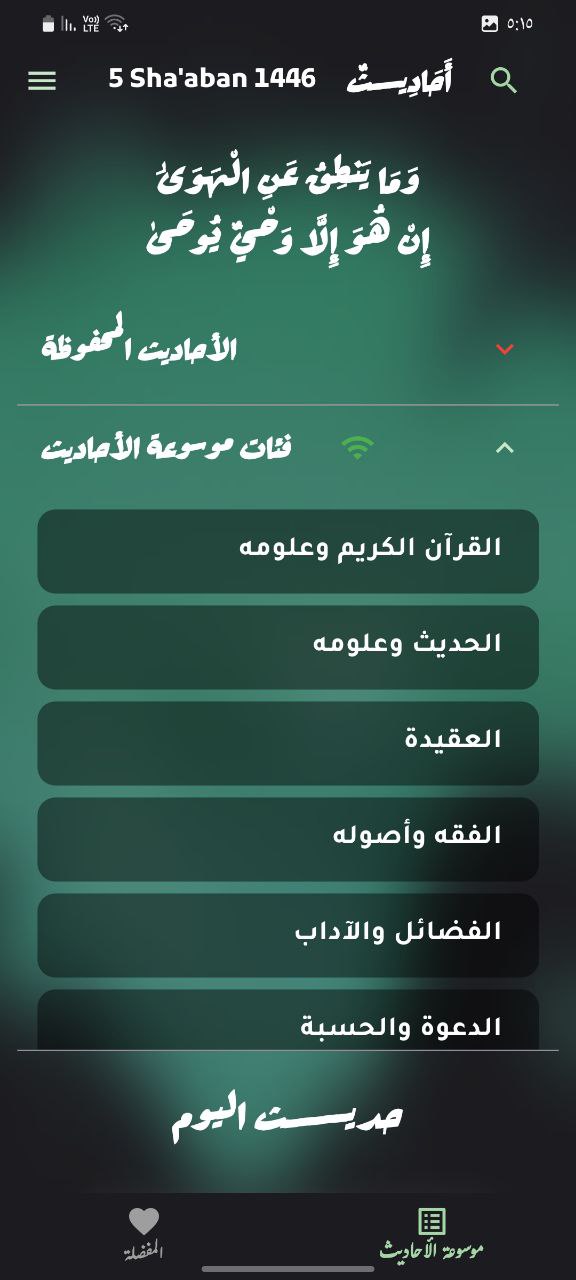 Vo)) LTE ٥:١٥
5 Sha'aban 1446 أَحَادِيثٌ
وَمَا يَنْطِقُ عَنِ الْهَوَىٰ
إِنْ هُوَ إِلَّا وَحْيٌ يُوحَىٰ
الأحاديث المحفوظة
فئات موسوعة الأحاديث
القرآن الكريم وعلومه
الحديث وعلومه
العقيدة
الفقه وأصوله
الفضائل والآداب
الدعوة والحسبة
حديث اليوم
موسوعة الأحاديث
المفضلة